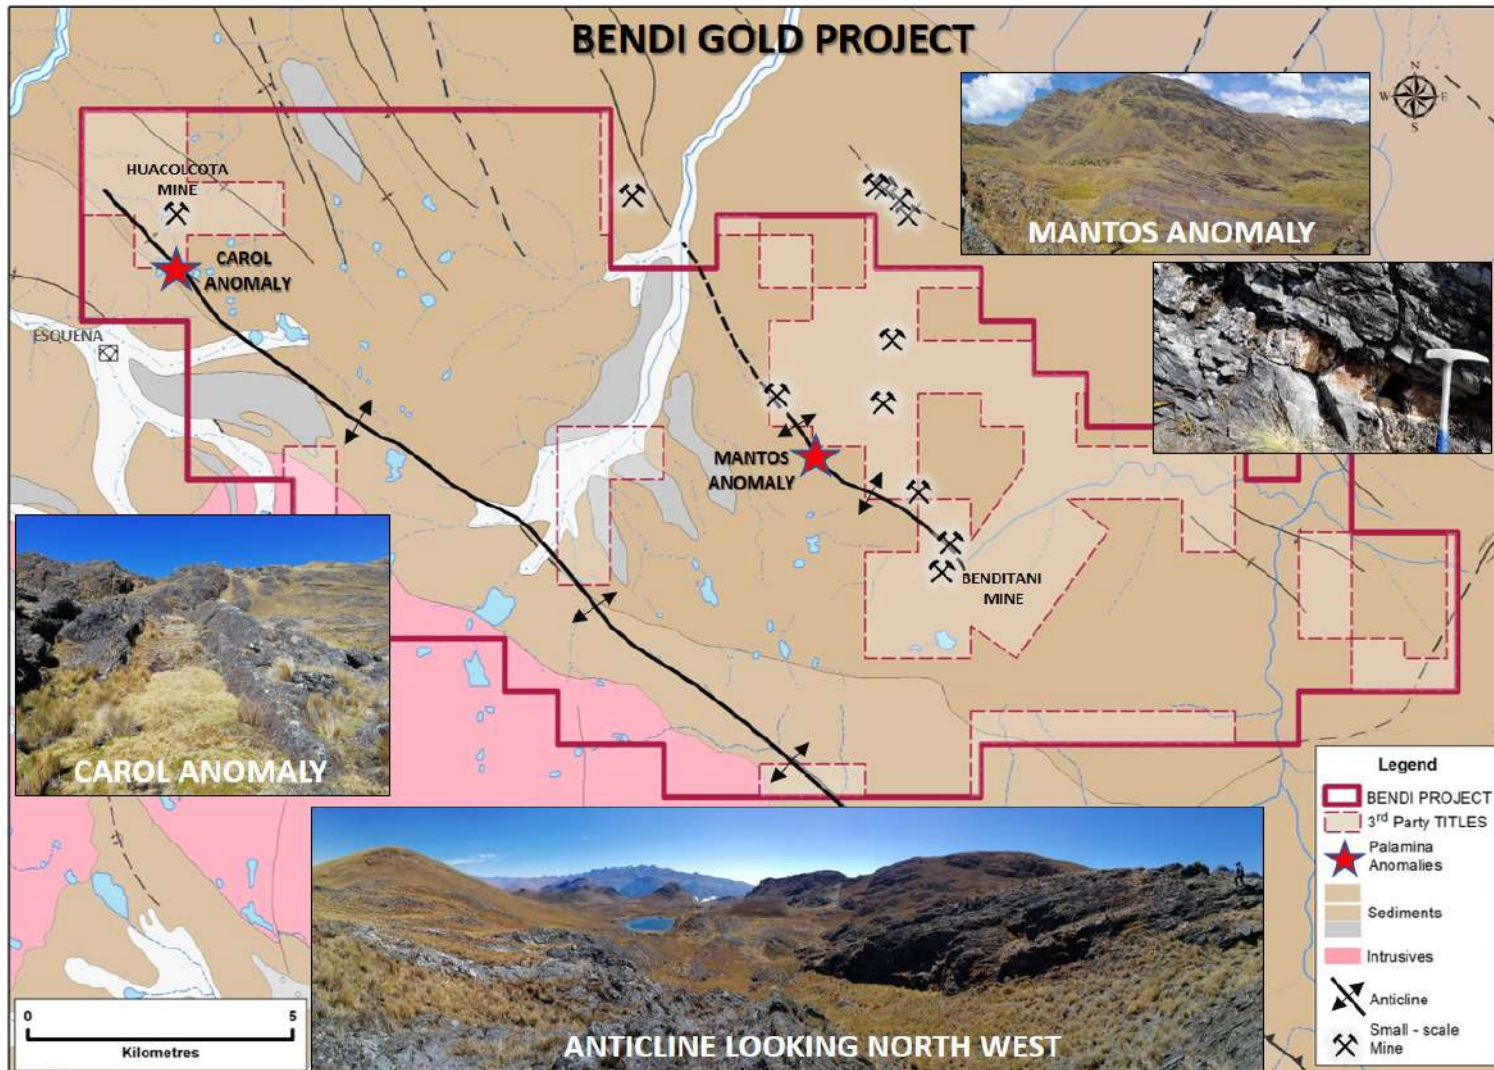 BENDI GOLD PROJECT
N
W E
S
MANTOS ANOMALY
HUACOLCOTA
MINE
CAROL
ANOMALY
ESQUENA
MANTOS
ANOMALY
BENDITANI
MINE
CAROL ANOMALY
ANTICLINE LOOKING NORTH WEST
0 5
Kilometres
Legend
BENDI PROJECT
3rd Party TITLES
Palamina
Anomalies
Sediments
Intrusives
Anticline
Small - scale
Mine